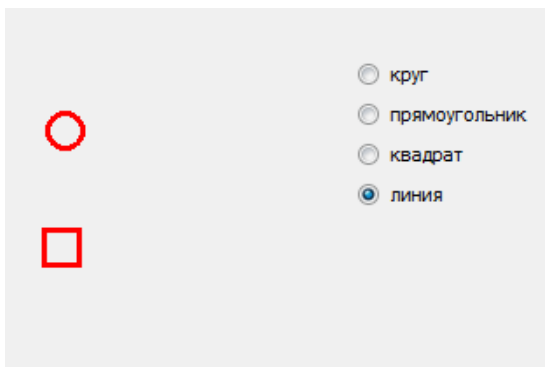 круг
прямоугольник
квадрат
линия